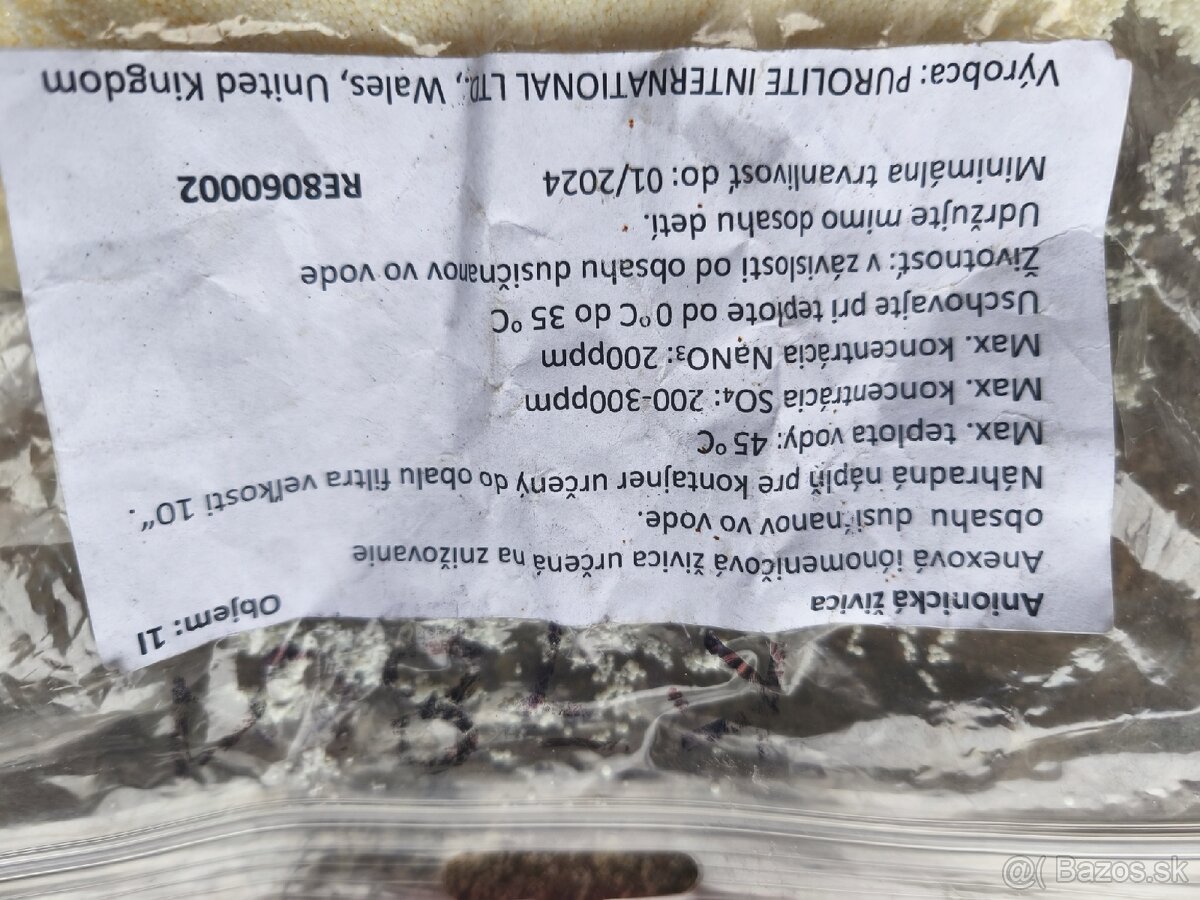 Anionická živica
Objem: 1l
Anexová iónomeničová živica určená na znižovanie
obsahu dusičnanov vo vode.
Náhradná náplň pre kontajner určený do obalu filtra veľkosti 10".
Max. teplota vody: 45 °C
Max. koncentrácia SO₄: 200-300ppm
Max. koncentrácia NaNO₃: 200ppm
Uschovajte pri teplote od 0°C do 35 °C
Životnosť: v závislosti od obsahu dusičnanov vo vode
Udržujte mimo dosahu detí.
Minimálna trvanlivosť do: 01/2024
RE8060002
Výrobca: PUROLITE INTERNATIONAL LTD., Wales, United Kingdom
@( Bazos.sk